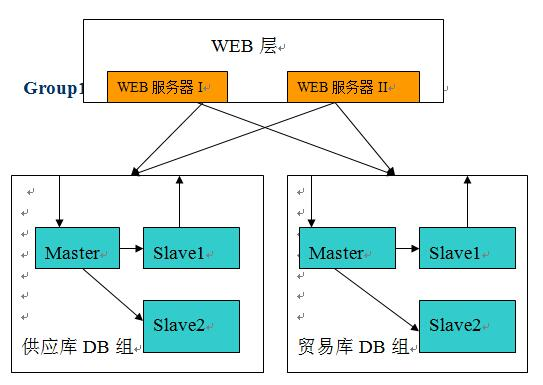 WEB 层
Group1
WEB 服务器 I
WEB 服务器 II
Master
Slave1
Slave2
供应库 DB 组
Master
Slave1
Slave2
贸易库 DB 组